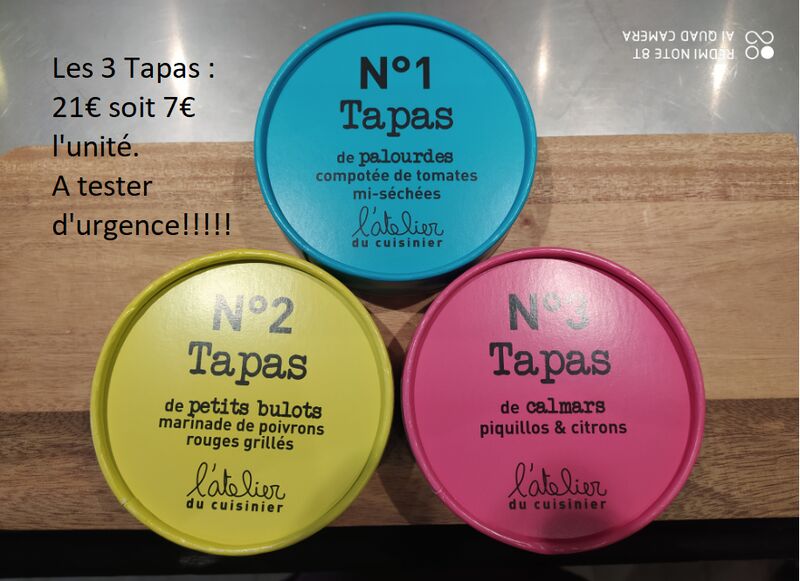 Les 3 Tapas :
21€ soit 7€
l'unité.
A tester
d'urgence!!!!!
N°1
Tapas
de palourdes
compotée de tomates
mi-séchées
l'atelier
du cuisinier
N°2
Tapas
de petits bulots
marinade de poivrons
rouges grillés
l'atelier
du cuisinier
N°3
Tapas
de calmars
piquillos & citrons
l'atelier
du cuisinier
REDMI NOTE 8T
AI QUAD CAMERA